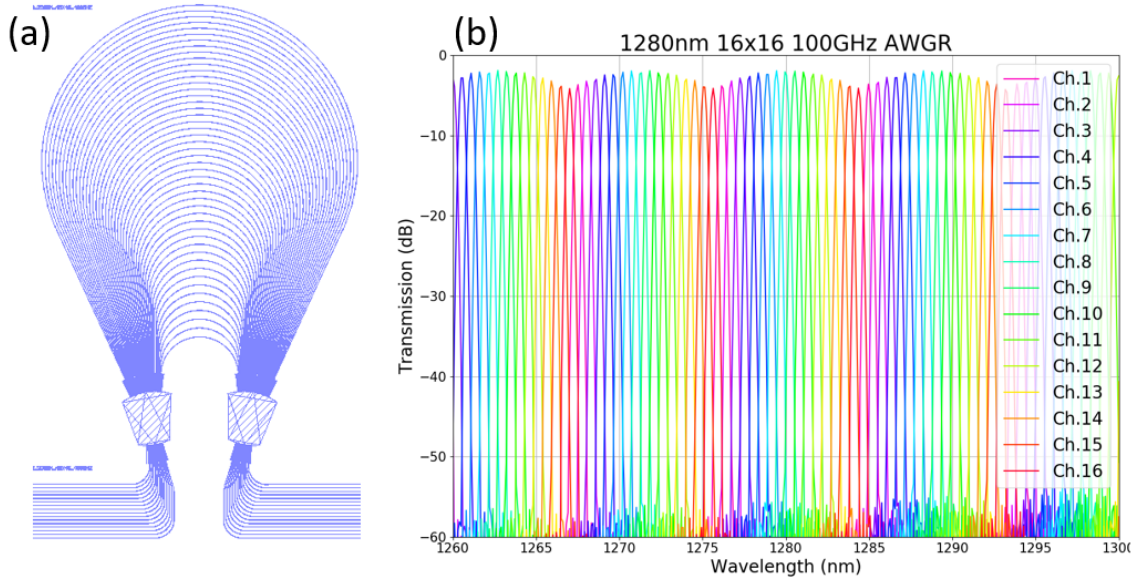 (a)
(b)
1280nm 16x16 100GHz AWGR
Transmission (dB)
0
−10
−20
−30
−40
−50
−60
1260
1265
1270
1275
1280
1285
1290
1295
1300
Wavelength (nm)
Ch.1
Ch.2
Ch.3
Ch.4
Ch.5
Ch.6
Ch.7
Ch.8
Ch.9
Ch.10
Ch.11
Ch.12
Ch.13
Ch.14
Ch.15
Ch.16